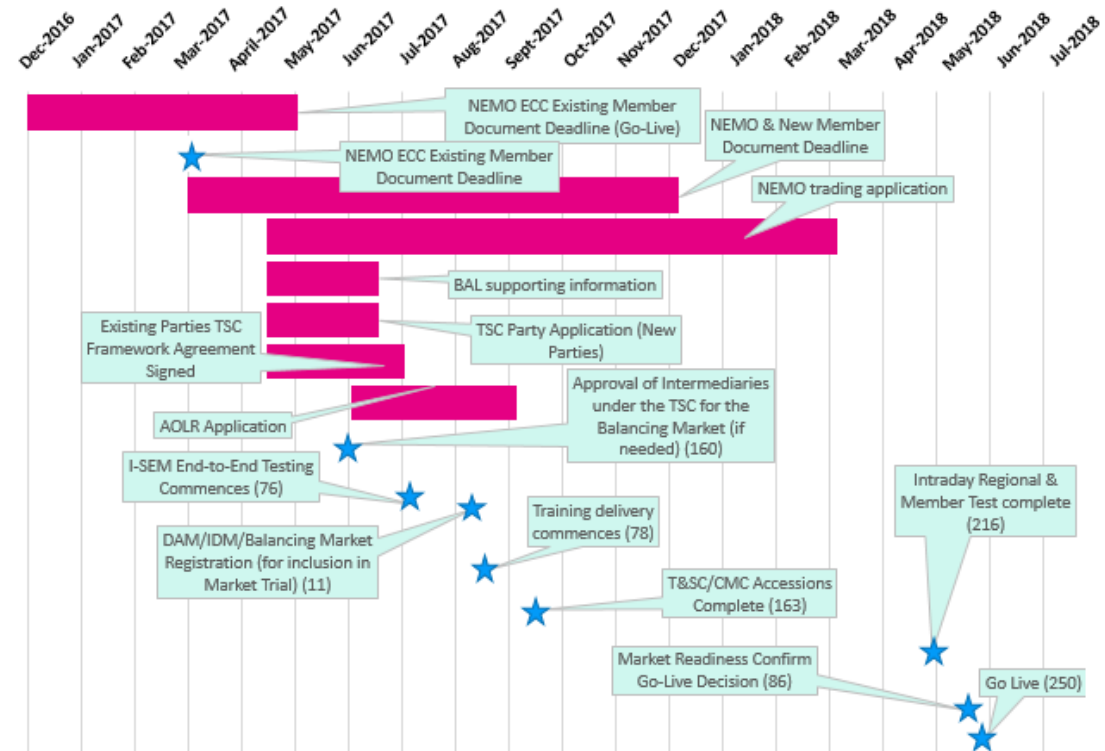 Dec-2016
Jan-2017
Feb-2017
Mar-2017
April-2017
May-2017
Jun-2017
Jul-2017
Aug-2017
Sept-2017
Oct-2017
Nov-2017
Dec-2017
Jan-2018
Feb-2018
Mar-2018
Apr-2018
May-2018
Jun-2018
Jul-2018
NEMO ECC Existing Member
Document Deadline (Go-Live)
NEMO & New Member
Document Deadline
NEMO ECC Existing Member
Document Deadline
NEMO trading application
BAL supporting information
Existing Parties TSC
Framework Agreement
Signed
TSC Party Application (New
Parties)
AOLR Application
Approval of Intermediaries
under the TSC for the
Balancing Market (if
needed) (160)
I-SEM End-to-End Testing
Commences (76)
Intraday Regional &
Member Test complete
(216)
DAM/IDM/Balancing Market
Registration (for inclusion in
Market Trial) (11)
Training delivery
commences (78)
T&SC/CMC Accessions
Complete (163)
Market Readiness Confirm
Go-Live Decision (86)
Go Live (250)